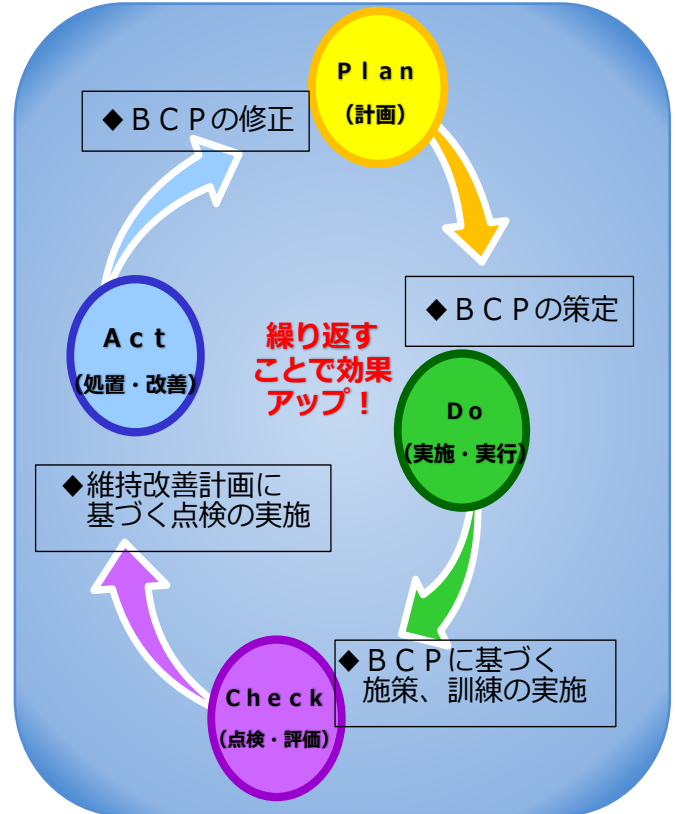 Plan
(計画)
◆BCPの修正
◆BCPの策定
Act
(処置・改善)
繰り返す
ことで効果
アップ！
Do
(実施・実行)
◆維持改善計画に
基づく点検の実施
◆BCPに基づく
施策、訓練の実施
Check
(点検・評価)